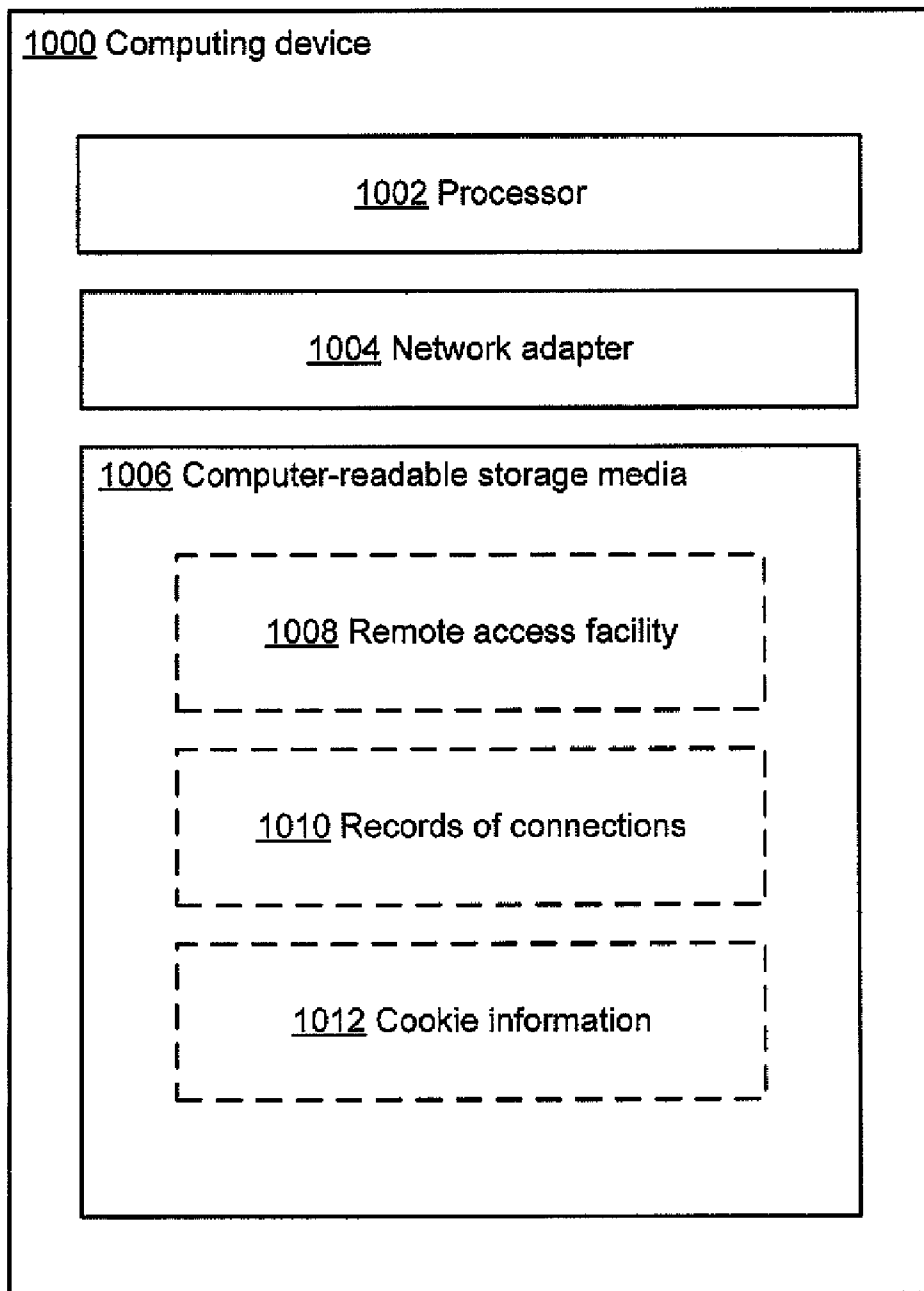 1000 Computing device
1002 Processor
1004 Network adapter
1006 Computer-readable storage media
1008 Remote access facility
1010 Records of connections
1012 Cookie information